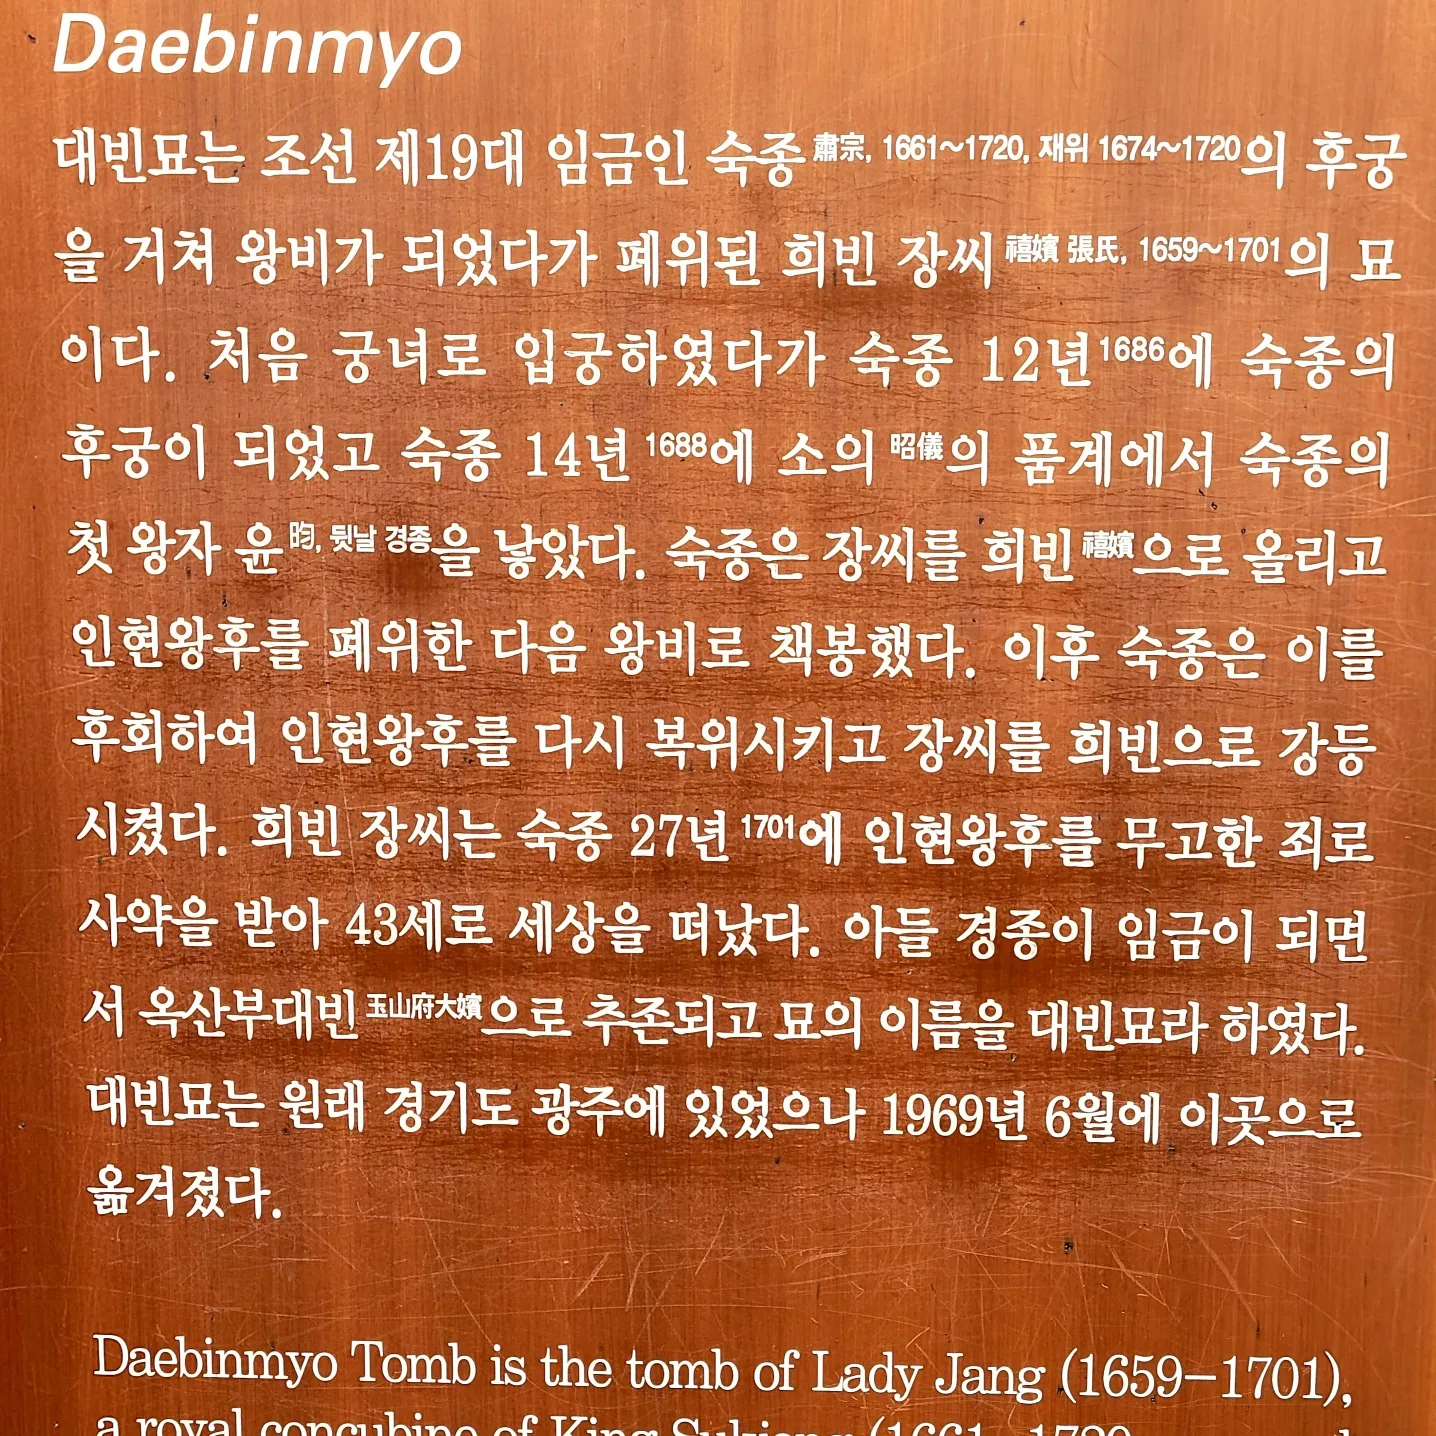 Daebinmyo
대빈묘는 조선 제19대 임금인 숙종 肅宗, 1661~1720, 재위 1674~1720의 후궁
을 거쳐 왕비가 되었다가 폐위된 희빈 장씨 禧嬪 張氏, 1659~1701의 묘
이다. 처음 궁녀로 입궁하였다가 숙종 12년 1686에 숙종의
후궁이 되었고 숙종 14년 1688에 소의 昭儀의 품계에서 숙종의
첫 왕자 윤 昀, 뒷날 경종을 낳았다. 숙종은 장씨를 희빈 禧嬪으로 올리고
인현왕후를 폐위한 다음 왕비로 책봉했다. 이후 숙종은 이를
후회하여 인현왕후를 다시 복위시키고 장씨를 희빈으로 강등
시켰다. 희빈 장씨는 숙종 27년 1701에 인현왕후를 무고한 죄로
사약을 받아 43세로 세상을 떠났다. 아들 경종이 임금이 되면
서 옥산부대빈 玉山府大嬪으로 추존되고 묘의 이름을 대빈묘라 하였다.
대빈묘는 원래 경기도 광주에 있었으나 1969년 6월에 이곳으로
옮겨졌다.
Daebinmyo Tomb is the tomb of Lady Jang (1659–1701),
a royal concubine of King Sukjong (1661–1720